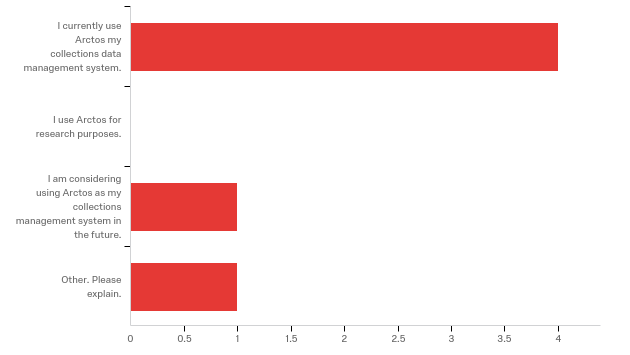 I currently use
Arctos my
collections data
management system.
I use Arctos for
research purposes.
I am considering
using Arctos as my
collections
management system in
the future.
Other. Please
explain.
0 0.5 1 1.5 2 2.5 3 3.5 4